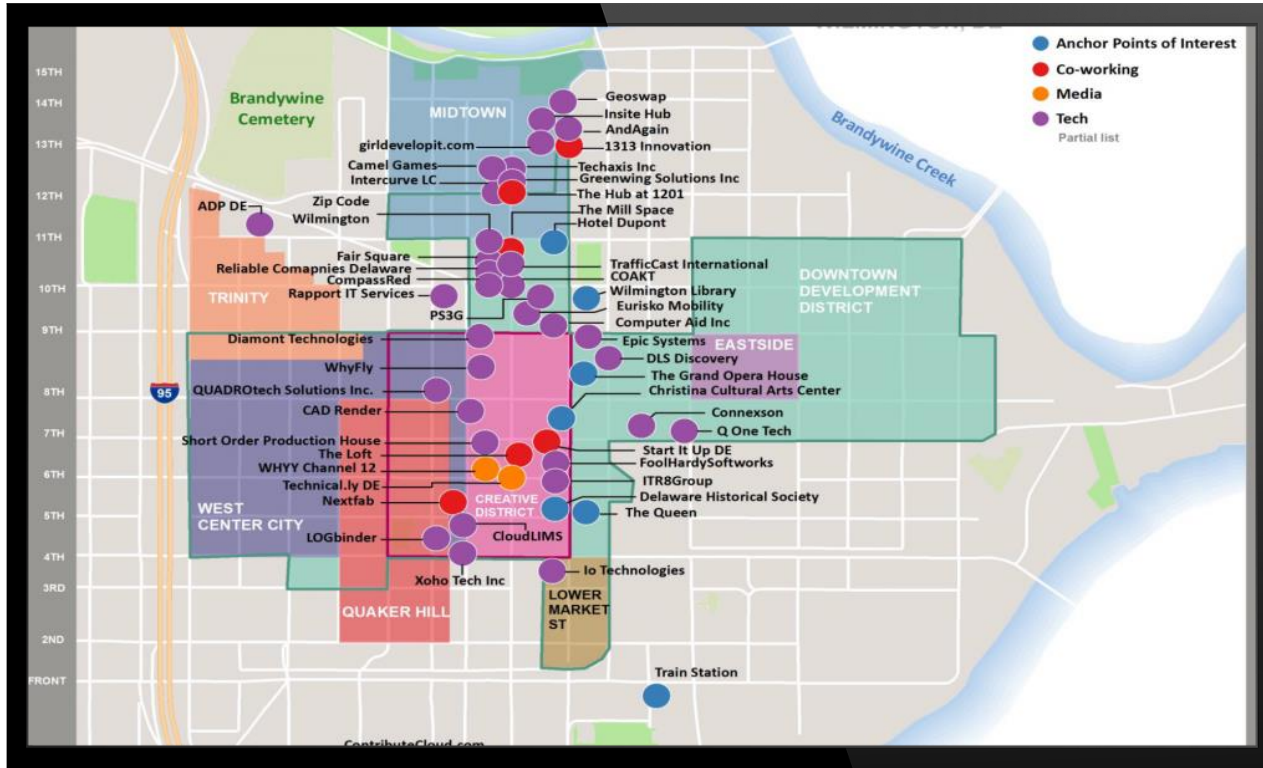 WILMINGTON, DE
Anchor Points of Interest
Co-working
Media
Tech
Partial list
15TH
14TH
13TH
12TH
11TH
10TH
9TH
8TH
7TH
6TH
5TH
4TH
3RD
2ND
FRONT
95
Brandywine
Cemetery
Brandywine
Creek
MIDTOWN
Geoswap
Insite Hub
AndAgain
girldevelopit.com
1313 Innovation
Camel Games
Techaxis Inc
Intercurve LC
Greenwing Solutions Inc
The Hub at 1201
Zip Code
Wilmington
The Mill Space
Hotel Dupont
ADP DE
Fair Square
Reliable Comapnies Delaware
TrafficCast International
CompassRed
COAKT
Rapport IT Services
Wilmington Library
PS3G
Eurisko Mobility
Computer Aid Inc
TRINITY
DOWNTOWN
DEVELOPMENT
DISTRICT
Diamont Technologies
Epic Systems
EASTSIDE
WhyFly
DLS Discovery
The Grand Opera House
QUADROtech Solutions Inc.
Christina Cultural Arts Center
CAD Render
Connexson
Q One Tech
Short Order Production House
Start It Up DE
The Loft
FoolHardySoftworks
WHYY Channel 12
ITR8Group
Technical.ly DE
Delaware Historical Society
Nextfab
The Queen
CREATIVE
DISTRICT
WEST
CENTER CITY
LOGbinder
CloudLIMS
Xoho Tech Inc
Io Technologies
QUAKER HILL
LOWER
MARKET
ST
Train Station
ContributeCloud.com